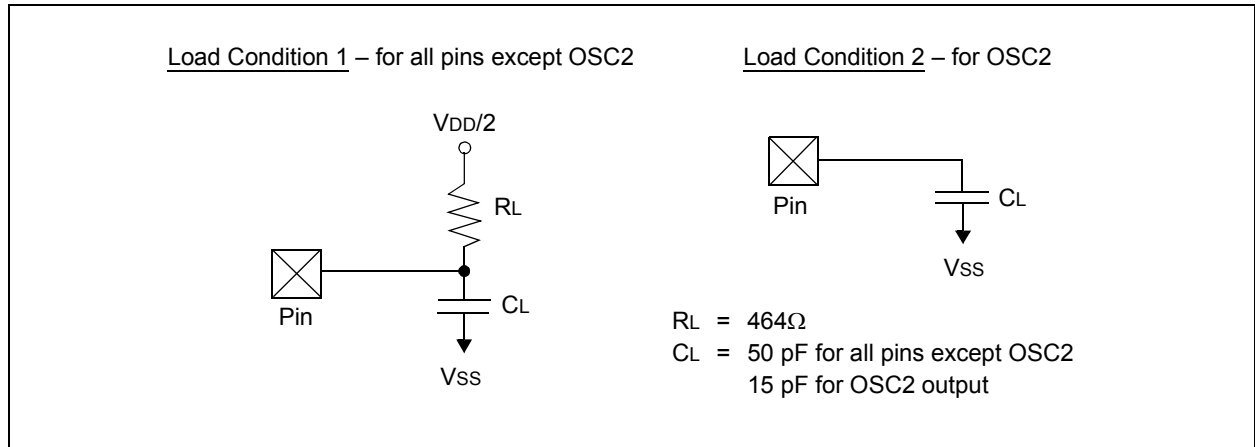 Load Condition 1 – for all pins except OSC2
VDD/2
RL
Pin
CL
VSS
Load Condition 2 – for OSC2
Pin
CL
VSS
RL = 464Ω
CL = 50 pF for all pins except OSC2
15 pF for OSC2 output